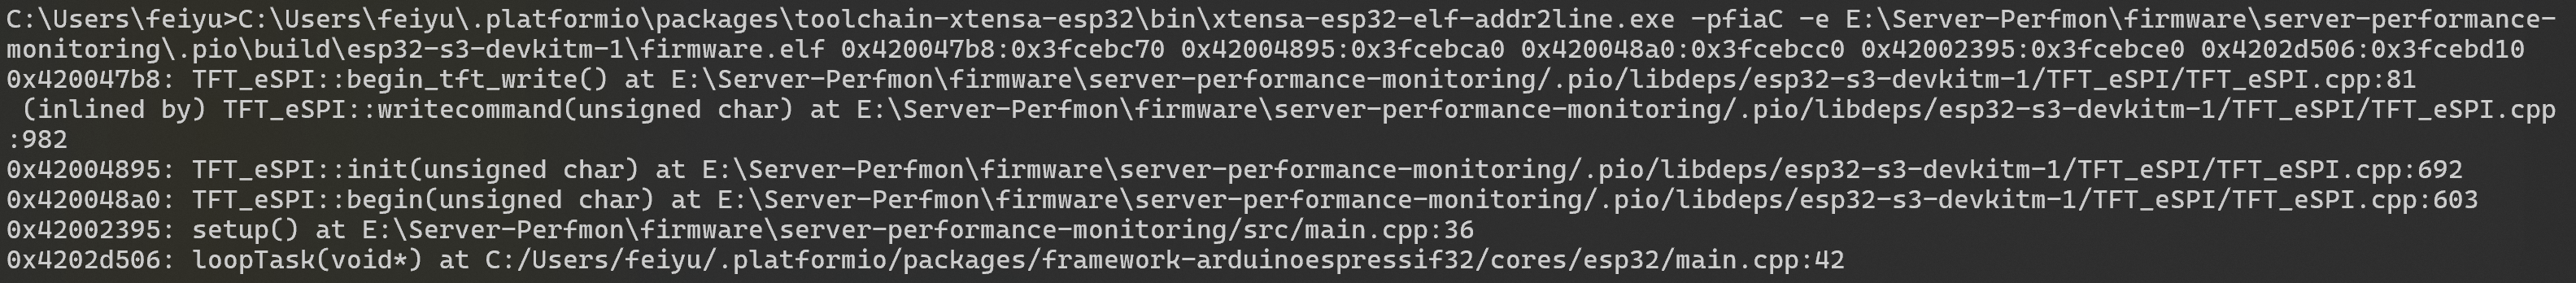 C:\Users\feiyu>C:\Users\feiyu\.platformio\packages\toolchain-xtensa-esp32\bin\xtensa-esp32-elf-addr2line.exe -pfiaC -e E:\Server-Perfmon\firmware\server-performance-
monitoring\.pio\build\esp32-s3-devkitm-1\firmware.elf 0x420047b8:0x3fcebc70 0x42004895:0x3fcebca0 0x420048a0:0x3fcebcc0 0x42002395:0x3fcebce0 0x4202d506:0x3fcebd10
0x420047b8: TFT_eSPI::begin_tft_write() at E:\Server-Perfmon\firmware\server-performance-monitoring/.pio/libdeps/esp32-s3-devkitm-1/TFT_eSPI/TFT_eSPI.cpp:81
 (inlined by) TFT_eSPI::writecommand(unsigned char) at E:\Server-Perfmon\firmware\server-performance-monitoring/.pio/libdeps/esp32-s3-devkitm-1/TFT_eSPI/TFT_eSPI.cpp
:982
0x42004895: TFT_eSPI::init(unsigned char) at E:\Server-Perfmon\firmware\server-performance-monitoring/.pio/libdeps/esp32-s3-devkitm-1/TFT_eSPI/TFT_eSPI.cpp:692
0x420048a0: TFT_eSPI::begin(unsigned char) at E:\Server-Perfmon\firmware\server-performance-monitoring/.pio/libdeps/esp32-s3-devkitm-1/TFT_eSPI/TFT_eSPI.cpp:603
0x42002395: setup() at E:\Server-Perfmon\firmware\server-performance-monitoring/src/main.cpp:36
0x4202d506: loopTask(void*) at C:/Users/feiyu/.platformio/packages/framework-arduinoespressif32/cores/esp32/main.cpp:42